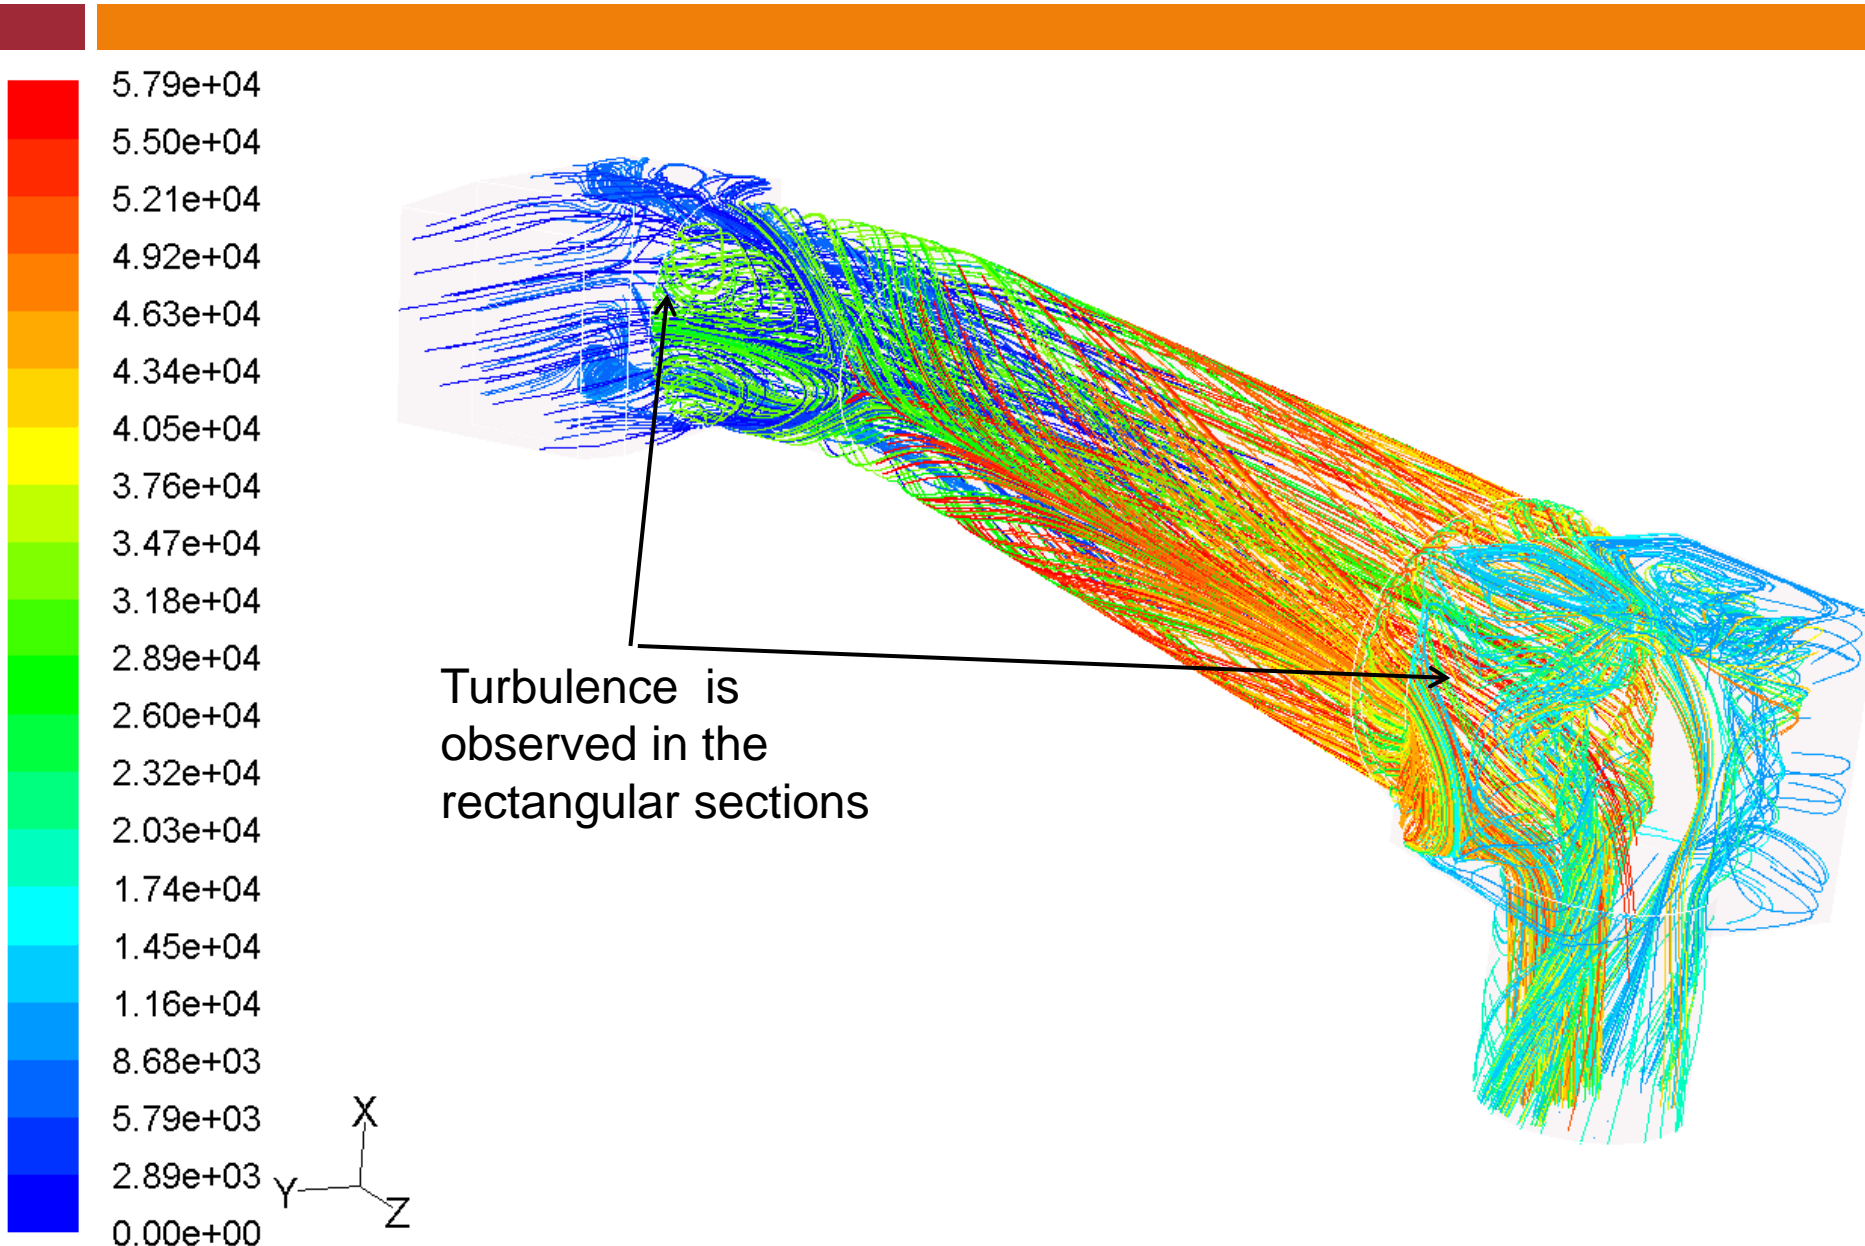 5.79e+04
5.50e+04
5.21e+04
4.92e+04
4.63e+04
4.34e+04
4.05e+04
3.76e+04
3.47e+04
3.18e+04
2.89e+04
2.60e+04
2.32e+04
2.03e+04
1.74e+04
1.45e+04
1.16e+04
8.68e+03
5.79e+03
2.89e+03
0.00e+00
X
Y
Z
Turbulence is
observed in the
rectangular sections